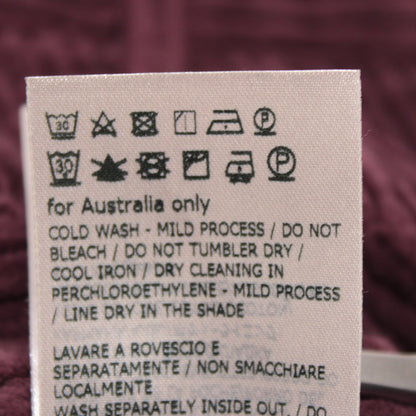 30 P
30 P
for Australia only
COLD WASH - MILD PROCESS / DO NOT
BLEACH / DO NOT TUMBLER DRY /
COOL IRON / DRY CLEANING IN
PERCHLOROETHYLENE - MILD PROCESS
/ LINE DRY IN THE SHADE
LAVARE A ROVESCIO E
SEPARATAMENTE / NON SMACCHIARE
LOCALMENTE
WASH SEPARATELY INSIDE OUT. / DO